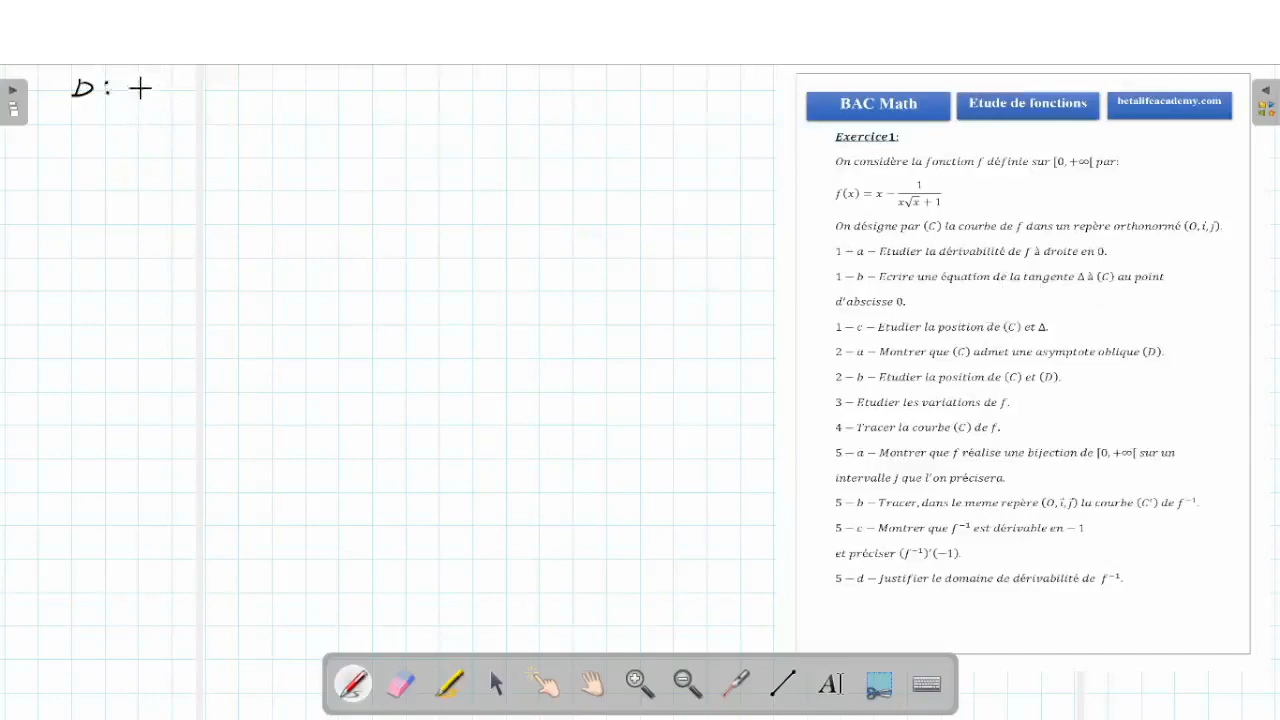 D : +
BAC Math
Etude de fonctions
betalifeacademy.com
Exercice1:
On considère la fonction f définie sur [0, +∞[ par:
f(x) = x − 1 / (x√x + 1)
On désigne par (C) la courbe de f dans un repère orthonormé (O, i, j).
1 − a − Etudier la dérivabilité de f à droite en 0.
1 − b − Ecrire une équation de la tangente Δ à (C) au point
d'abscisse 0.
1 − c − Etudier la position de (C) et Δ.
2 − a − Montrer que (C) admet une asymptote oblique (D).
2 − b − Etudier la position de (C) et (D).
3 − Etudier les variations de f.
4 − Tracer la courbe (C) de f.
5 − a − Montrer que f réalise une bijection de [0, +∞[ sur un
intervalle j que l'on précisera.
5 − b − Tracer, dans le meme repère (O, i, j) la courbe (C') de f⁻¹.
5 − c − Montrer que f⁻¹ est dérivable en − 1
et préciser (f⁻¹)'(−1).
5 − d − Justifier le domaine de dérivabilité de f⁻¹.